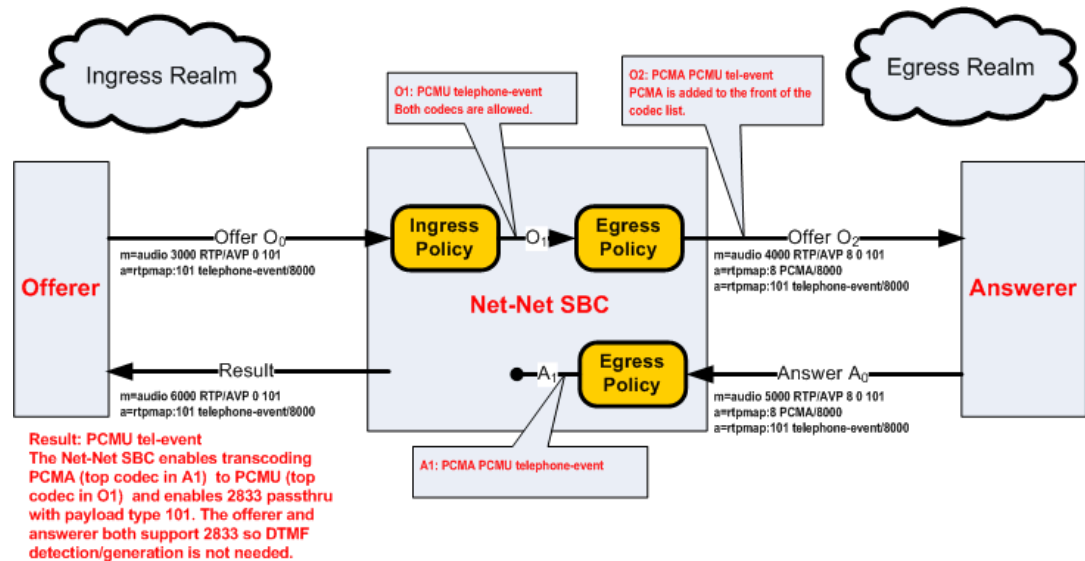 Ingress Realm
Egress Realm
O1: PCMU telephone-event
Both codecs are allowed.
O2: PCMA PCMU tel-event
PCMA is added to the front of the
codec list.
Offerer
Offer O0
m=audio 3000 RTP/AVP 0 101
a=rtpmap:101 telephone-event/8000
Ingress
Policy
O1
Egress
Policy
Offer O2
m=audio 4000 RTP/AVP 8 0 101
a=rtpmap:8 PCMA/8000
a=rtpmap:101 telephone-event/8000
Net-Net SBC
Answerer
Result
m=audio 6000 RTP/AVP 0 101
a=rtpmap:101 telephone-event/8000
A1
Egress
Policy
Answer A0
m=audio 5000 RTP/AVP 8 0 101
a=rtpmap:8 PCMA/8000
a=rtpmap:101 telephone-event/8000
A1: PCMA PCMU telephone-event
Result: PCMU tel-event
The Net-Net SBC enables transcoding
PCMA (top codec in A1) to PCMU (top
codec in O1) and enables 2833 passthru
with payload type 101. The offerer and
answerer both support 2833 so DTMF
detection/generation is not needed.